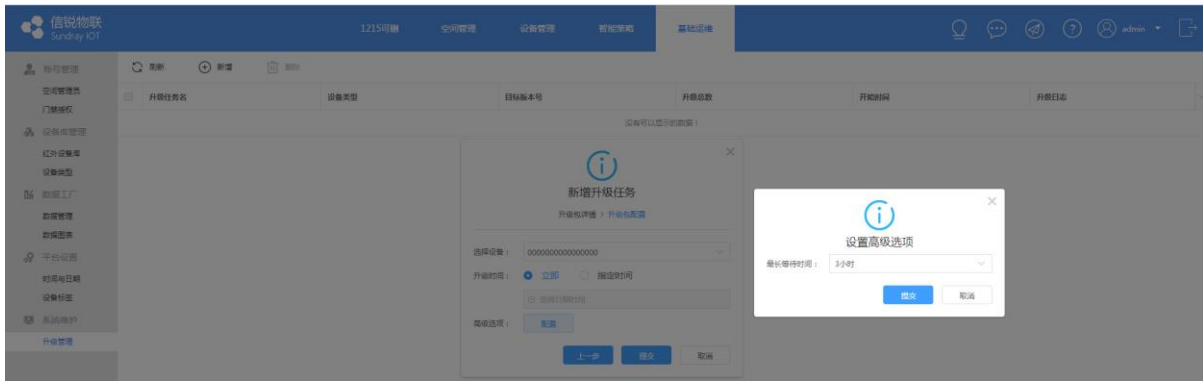 信锐物联
Sundray IOT
1215可删 空间管理 设备管理 智能策略 基础运维
admin
账号管理
刷新 新增 删除
空间管理员
门禁授权
升级任务名 设备类型 目标版本号 升级总数 开始时间 升级日志
没有可以显示的数据！
设备库管理
红外设备库
设备类型
数据工厂
数据管理
数据图表
平台设置
时间与日期
设备标签
系统维护
升级管理
新增升级任务
升级包详情 > 升级包配置
选择设备： 0000000000000000
升级时间： 立即 指定时间
选择日期时间
高级选项： 配置
上一步 提交 取消
设置高级选项
最长等待时间： 3小时
提交 取消